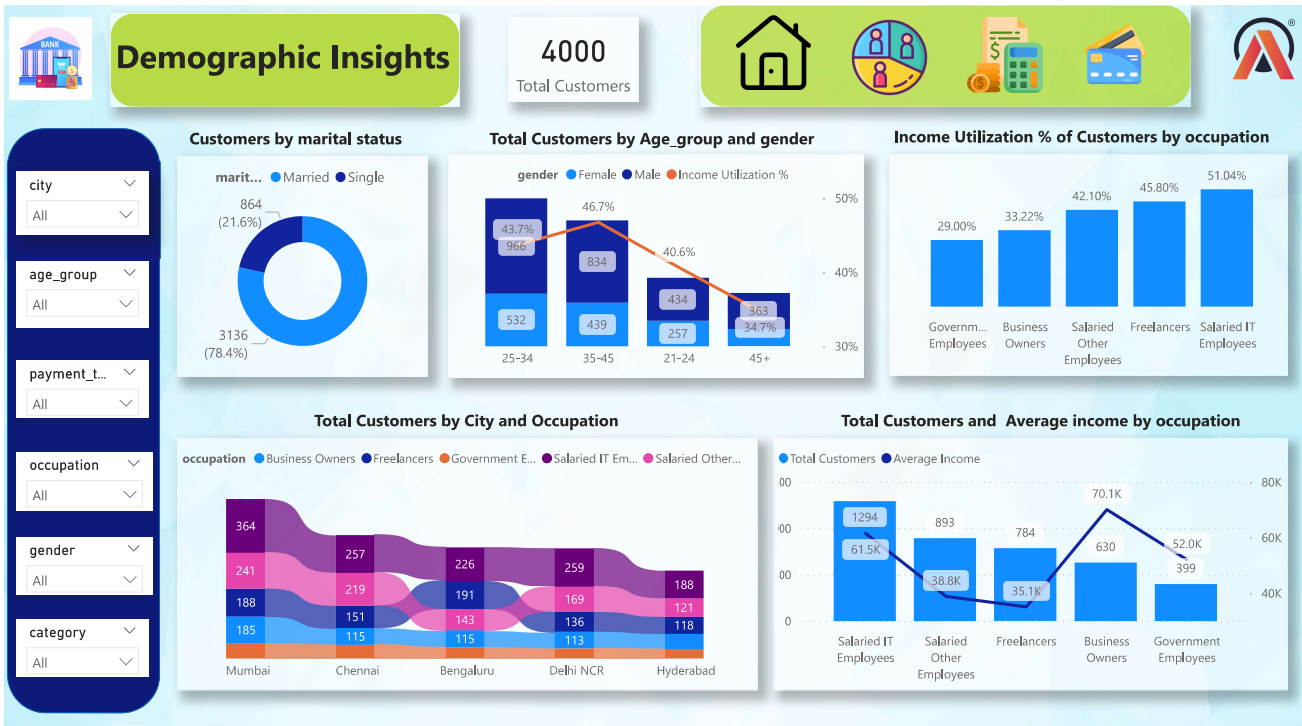 BANK
Demographic Insights
4000
Total Customers
®
city
All
age_group
All
payment_t...
All
occupation
All
gender
All
category
All
Customers by marital status
marit... Married Single
864
(21.6%)
3136
(78.4%)
Total Customers by Age_group and gender
gender Female Male Income Utilization %
50%
40%
30%
43.7%
966
532
46.7%
834
439
40.6%
434
257
363
34.7%
25-34 35-45 21-24 45+
Income Utilization % of Customers by occupation
29.00% 33.22% 42.10% 45.80% 51.04%
Governm... Business Salaried Freelancers Salaried IT
Employees Owners Other Employees
Employees
Total Customers by City and Occupation
occupation Business Owners Freelancers Government E... Salaried IT Em... Salaried Other...
364 257 226 259 188
241 219 191 169 121
188 151 143 136 118
185 115 115 113
Mumbai Chennai Bengaluru Delhi NCR Hyderabad
Total Customers and Average income by occupation
Total Customers Average Income
00 80K
00 60K
00 40K
0
1294 893 784 630 399
61.5K 38.8K 35.1K 70.1K 52.0K
Salaried IT Salaried Freelancers Business Government
Employees Other Owners Employees
Employees